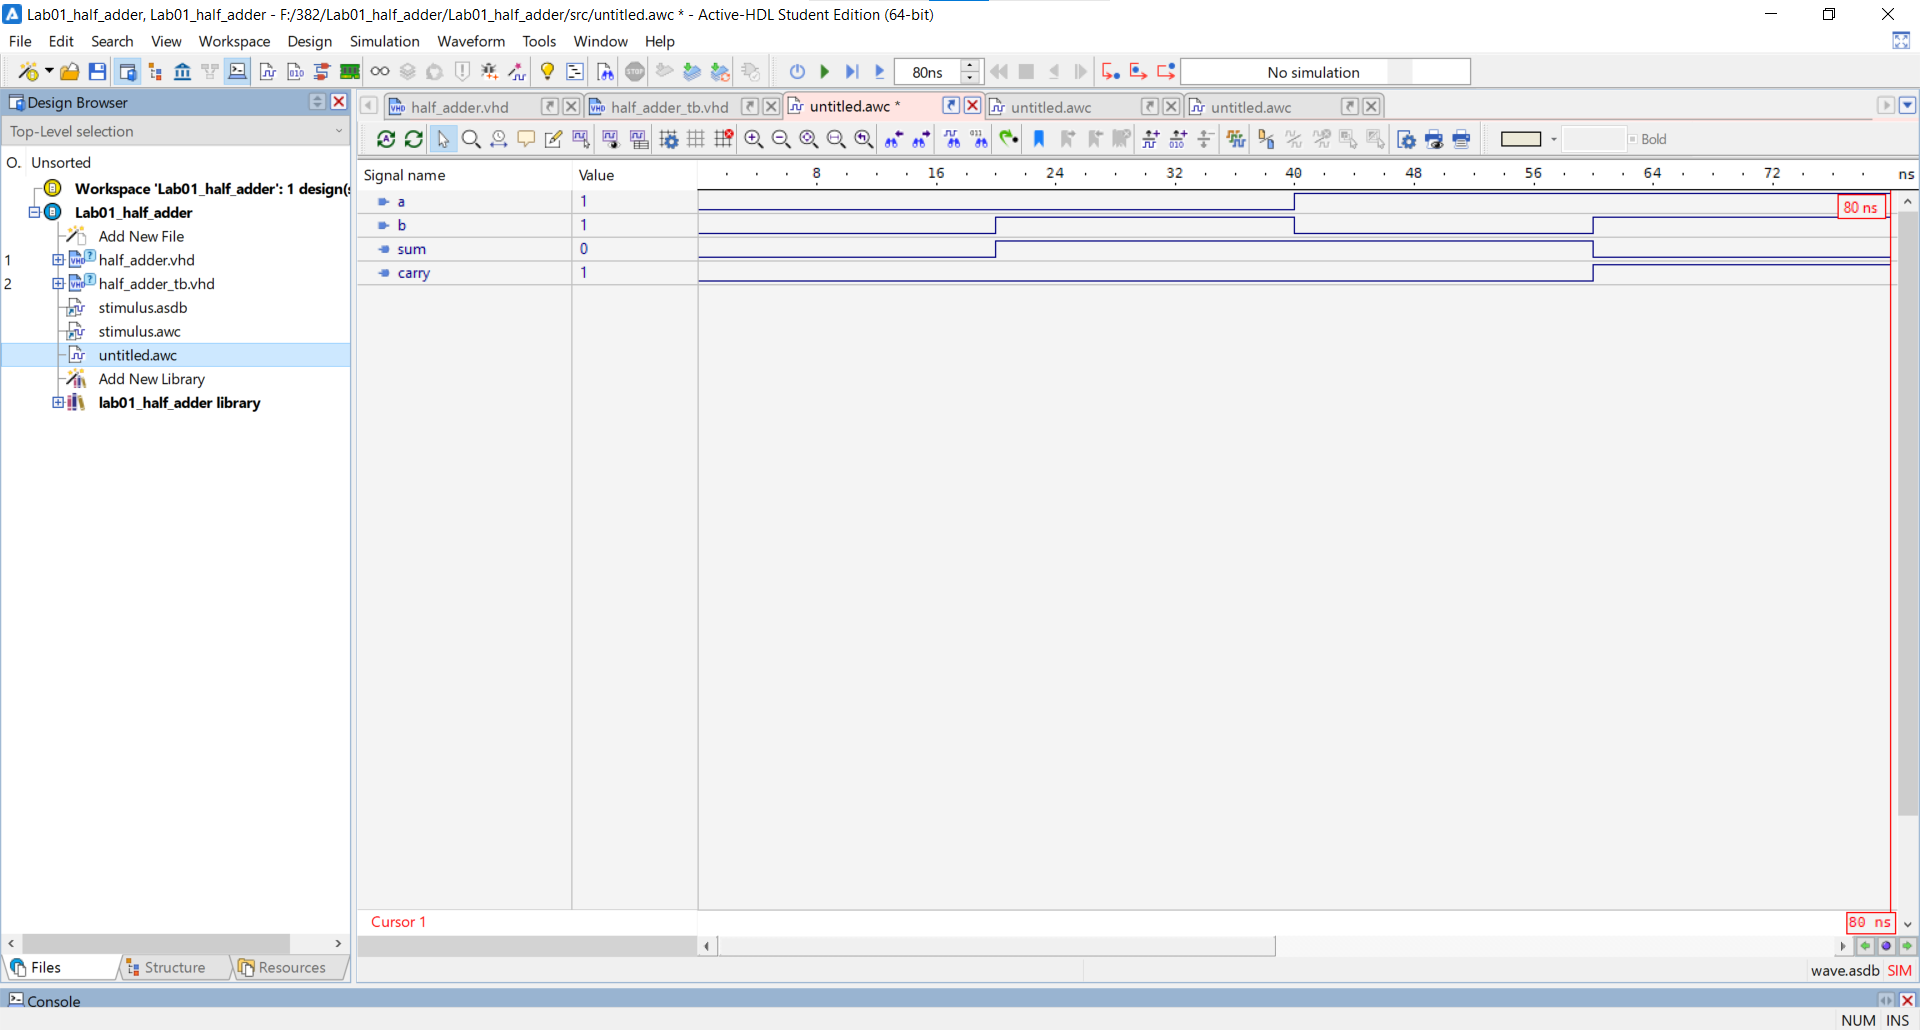 Lab01_half_adder, Lab01_half_adder - F:/382/Lab01_half_adder/Lab01_half_adder/src/untitled.awc * - Active-HDL Student Edition (64-bit)
File Edit Search View Workspace Design Simulation Waveform Tools Window Help
80ns No simulation
Design Browser
half_adder.vhd half_adder_tb.vhd untitled.awc * untitled.awc untitled.awc
Top-Level selection
Bold
O. Unsorted
Signal name Value 8 16 24 32 40 48 56 64 72 ns
Workspace 'Lab01_half_adder': 1 design(s
Lab01_half_adder
Add New File
1 half_adder.vhd
2 half_adder_tb.vhd
stimulus.asdb
stimulus.awc
untitled.awc
Add New Library
lab01_half_adder library
a 1
80 ns
b 1
sum 0
carry 1
Cursor 1 80 ns
Files Structure Resources
wave.asdb SIM
Console
NUM INS